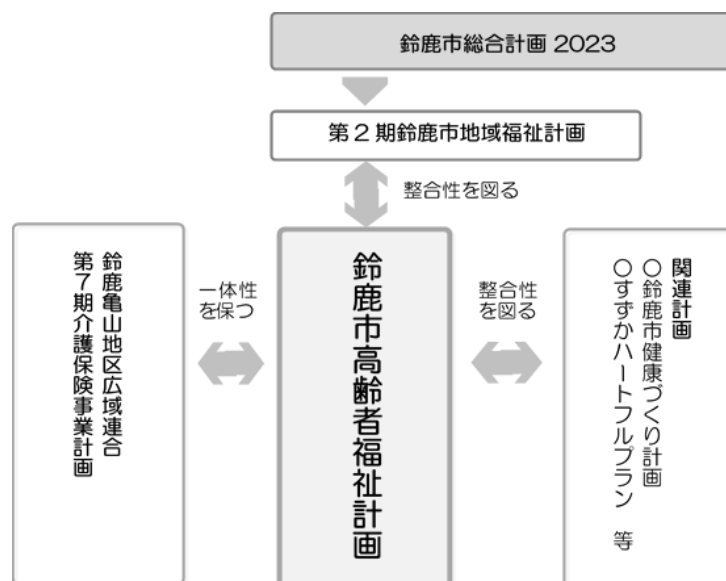 鈴鹿市総合計画 2023
第2期鈴鹿市地域福祉計画
整合性を図る
鈴鹿亀山地区広域連合
第7期介護保険事業計画
一体性
を保つ
鈴鹿市高齢者福祉計画
整合性
を図る
関連計画
○鈴鹿市健康づくり計画
○すずかハートフルプラン 等